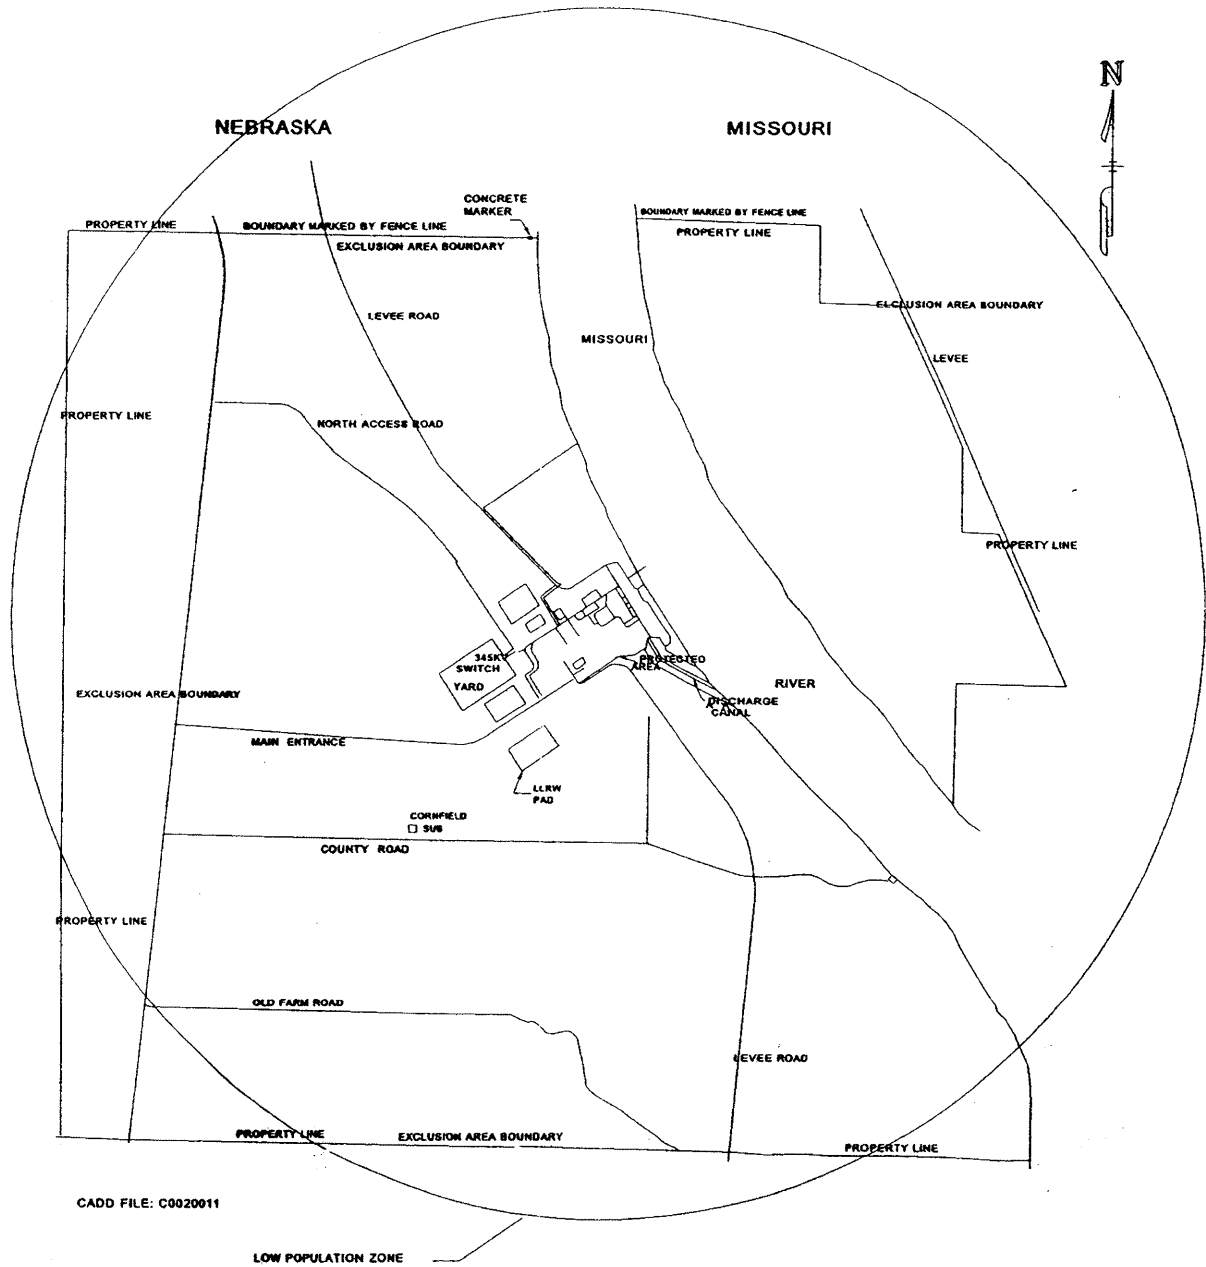 N
NEBRASKA
MISSOURI
CONCRETE
MARKER
PROPERTY LINE
BOUNDARY MARKED BY FENCE LINE
EXCLUSION AREA BOUNDARY
BOUNDARY MARKED BY FENCE LINE
PROPERTY LINE
ELCLUSION AREA BOUNDARY
LEVEE ROAD
MISSOURI
LEVEE
PROPERTY LINE
NORTH ACCESS ROAD
PROPERTY LINE
345KV
SWITCH
YARD
PROTECTED
AREA
RIVER
EXCLUSION AREA BOUNDARY
DISCHARGE
CANAL
MAIN ENTRANCE
LLRW
PAD
CORNFIELD
SUB
COUNTY ROAD
PROPERTY LINE
OLD FARM ROAD
LEVEE ROAD
PROPERTY LINE
EXCLUSION AREA BOUNDARY
PROPERTY LINE
CADD FILE: C0020011
LOW POPULATION ZONE